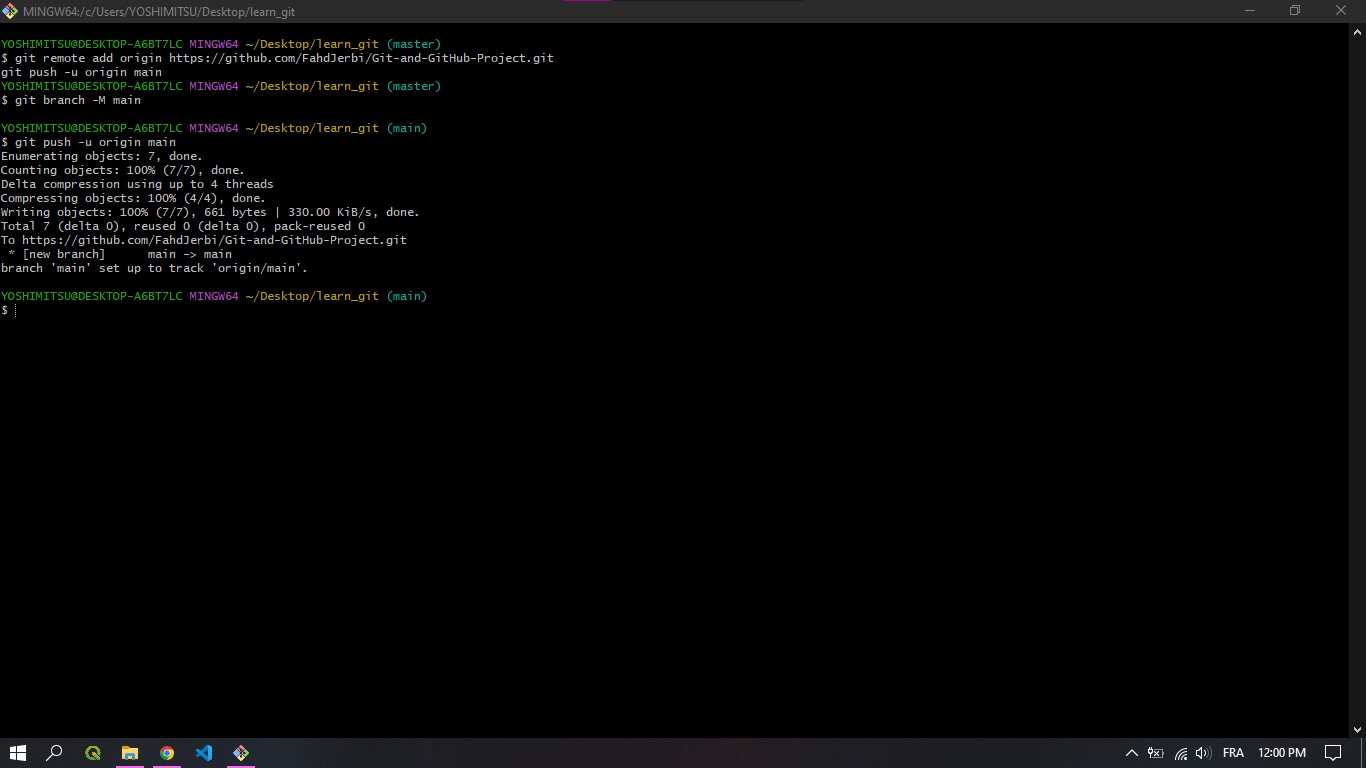 MINGW64:/c/Users/YOSHIMITSU/Desktop/learn_git
YOSHIMITSU@DESKTOP-A6BT7LC MINGW64 ~/Desktop/learn_git (master)
$ git remote add origin https://github.com/FahdJerbi/Git-and-GitHub-Project.git
git push -u origin main
YOSHIMITSU@DESKTOP-A6BT7LC MINGW64 ~/Desktop/learn_git (master)
$ git branch -M main
YOSHIMITSU@DESKTOP-A6BT7LC MINGW64 ~/Desktop/learn_git (main)
$ git push -u origin main
Enumerating objects: 7, done.
Counting objects: 100% (7/7), done.
Delta compression using up to 4 threads
Compressing objects: 100% (4/4), done.
Writing objects: 100% (7/7), 661 bytes | 330.00 KiB/s, done.
Total 7 (delta 0), reused 0 (delta 0), pack-reused 0
To https://github.com/FahdJerbi/Git-and-GitHub-Project.git
 * [new branch]      main -> main
branch 'main' set up to track 'origin/main'.
YOSHIMITSU@DESKTOP-A6BT7LC MINGW64 ~/Desktop/learn_git (main)
$
FRA 12:00 PM